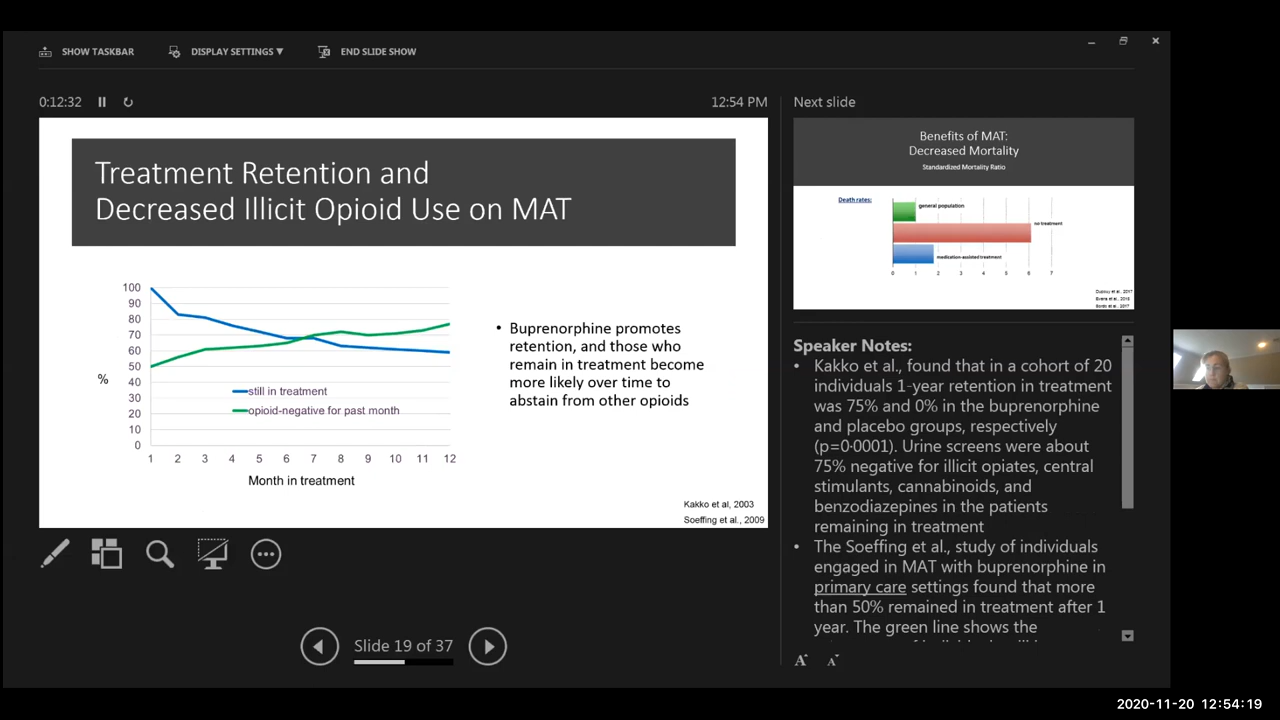 SHOW TASKBAR
DISPLAY SETTINGS ▼
END SLIDE SHOW
0:12:32
12:54 PM
Treatment Retention and
Decreased Illicit Opioid Use on MAT
100
90
80
70
60
50
40
30
20
10
0
%
still in treatment
opioid-negative for past month
1 2 3 4 5 6 7 8 9 10 11 12
Month in treatment
• Buprenorphine promotes
retention, and those who
remain in treatment become
more likely over time to
abstain from other opioids
Kakko et al, 2003
Soeffing et al., 2009
Slide 19 of 37
Next slide
Benefits of MAT:
Decreased Mortality
Standardized Mortality Ratio
Death rates:
general population
no treatment
medication-assisted treatment
0 1 2 3 4 5 6 7
Speaker Notes:
• Kakko et al., found that in a cohort of 20
individuals 1-year retention in treatment
was 75% and 0% in the buprenorphine
and placebo groups, respectively
(p=0·0001). Urine screens were about
75% negative for illicit opiates, central
stimulants, cannabinoids, and
benzodiazepines in the patients
remaining in treatment
• The Soeffing et al., study of individuals
engaged in MAT with buprenorphine in
primary care settings found that more
than 50% remained in treatment after 1
year. The green line shows the
A A
2020-11-20 12:54:19